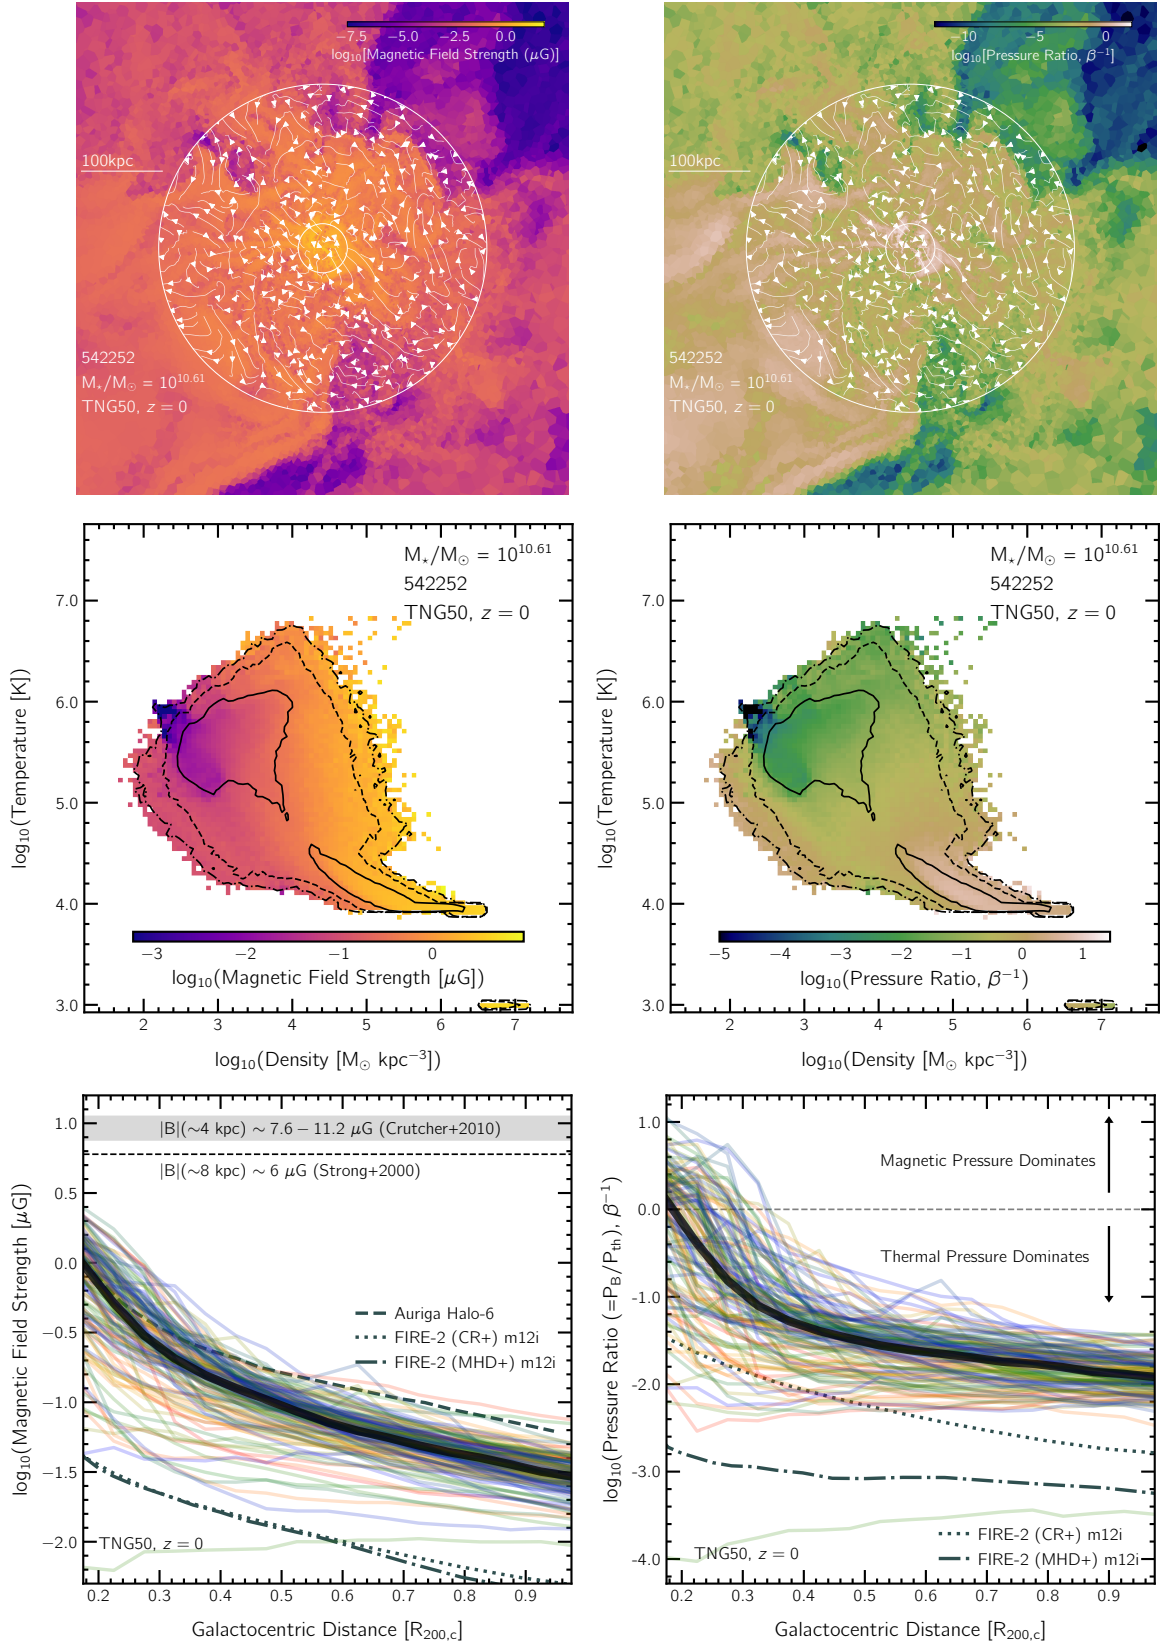 −7.5 −5.0 −2.5 0.0
log₁₀[Magnetic Field Strength (μG)]
100kpc
542252
M⋆/M☉ = 10^10.61
TNG50, z = 0
−10 −5 0
log₁₀[Pressure Ratio, β⁻¹]
100kpc
542252
M⋆/M☉ = 10^10.61
TNG50, z = 0
M⋆/M☉ = 10^10.61
542252
TNG50, z = 0
7.0
6.0
5.0
4.0
3.0
log₁₀(Temperature [K])
−3 −2 −1 0
log₁₀(Magnetic Field Strength [μG])
2 3 4 5 6 7
log₁₀(Density [M☉ kpc⁻³])
M⋆/M☉ = 10^10.61
542252
TNG50, z = 0
7.0
6.0
5.0
4.0
3.0
log₁₀(Temperature [K])
−5 −4 −3 −2 −1 0 1
log₁₀(Pressure Ratio, β⁻¹)
2 3 4 5 6 7
log₁₀(Density [M☉ kpc⁻³])
1.0
0.5
0.0
−0.5
−1.0
−1.5
−2.0
log₁₀(Magnetic Field Strength [μG])
|B|(∼4 kpc) ∼ 7.6 − 11.2 μG (Crutcher+2010)
|B|(∼8 kpc) ∼ 6 μG (Strong+2000)
Auriga Halo-6
FIRE-2 (CR+) m12i
FIRE-2 (MHD+) m12i
TNG50, z = 0
0.2 0.3 0.4 0.5 0.6 0.7 0.8 0.9
Galactocentric Distance [R₂₀₀,c]
1.0
0.0
-1.0
-2.0
-3.0
-4.0
log₁₀(Pressure Ratio (=P_B/P_th), β⁻¹)
Magnetic Pressure Dominates
Thermal Pressure Dominates
FIRE-2 (CR+) m12i
FIRE-2 (MHD+) m12i
TNG50, z = 0
0.2 0.3 0.4 0.5 0.6 0.7 0.8 0.9
Galactocentric Distance [R₂₀₀,c]